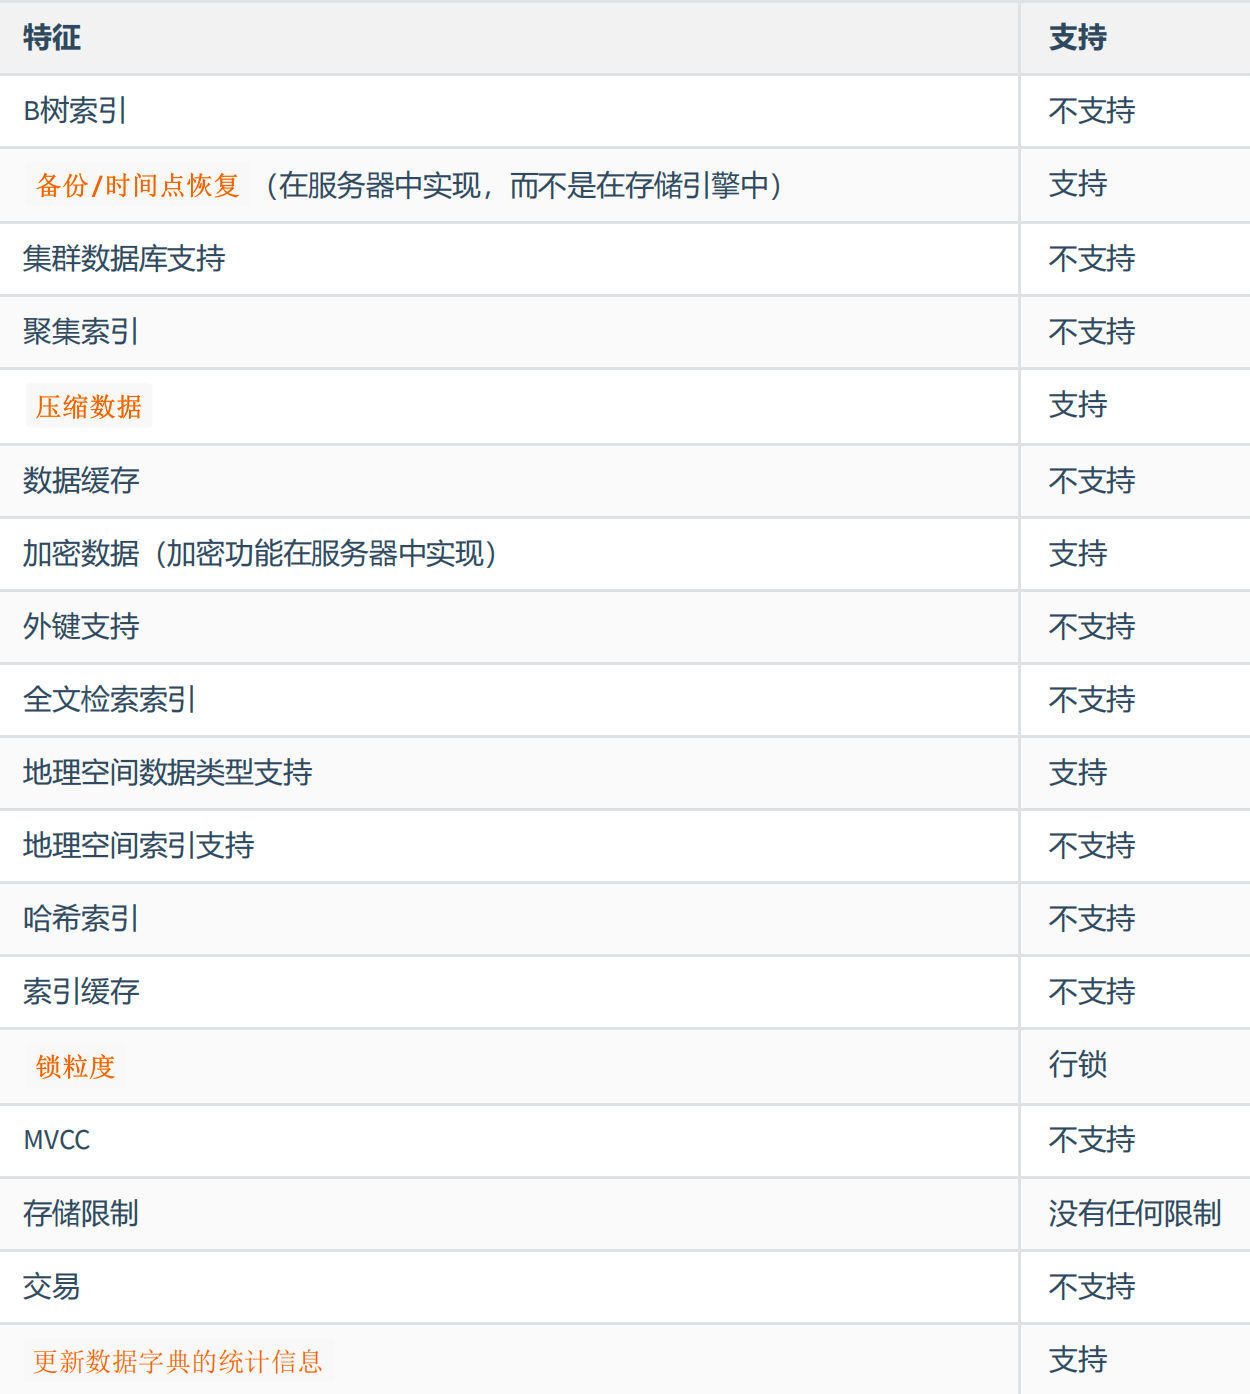 特征 支持
B树索引 不支持
备份/时间点恢复（在服务器中实现，而不是在存储引擎中） 支持
集群数据库支持 不支持
聚集索引 不支持
压缩数据 支持
数据缓存 不支持
加密数据（加密功能在服务器中实现） 支持
外键支持 不支持
全文检索索引 不支持
地理空间数据类型支持 支持
地理空间索引支持 不支持
哈希索引 不支持
索引缓存 不支持
锁粒度 行锁
MVCC 不支持
存储限制 没有任何限制
交易 不支持
更新数据字典的统计信息 支持